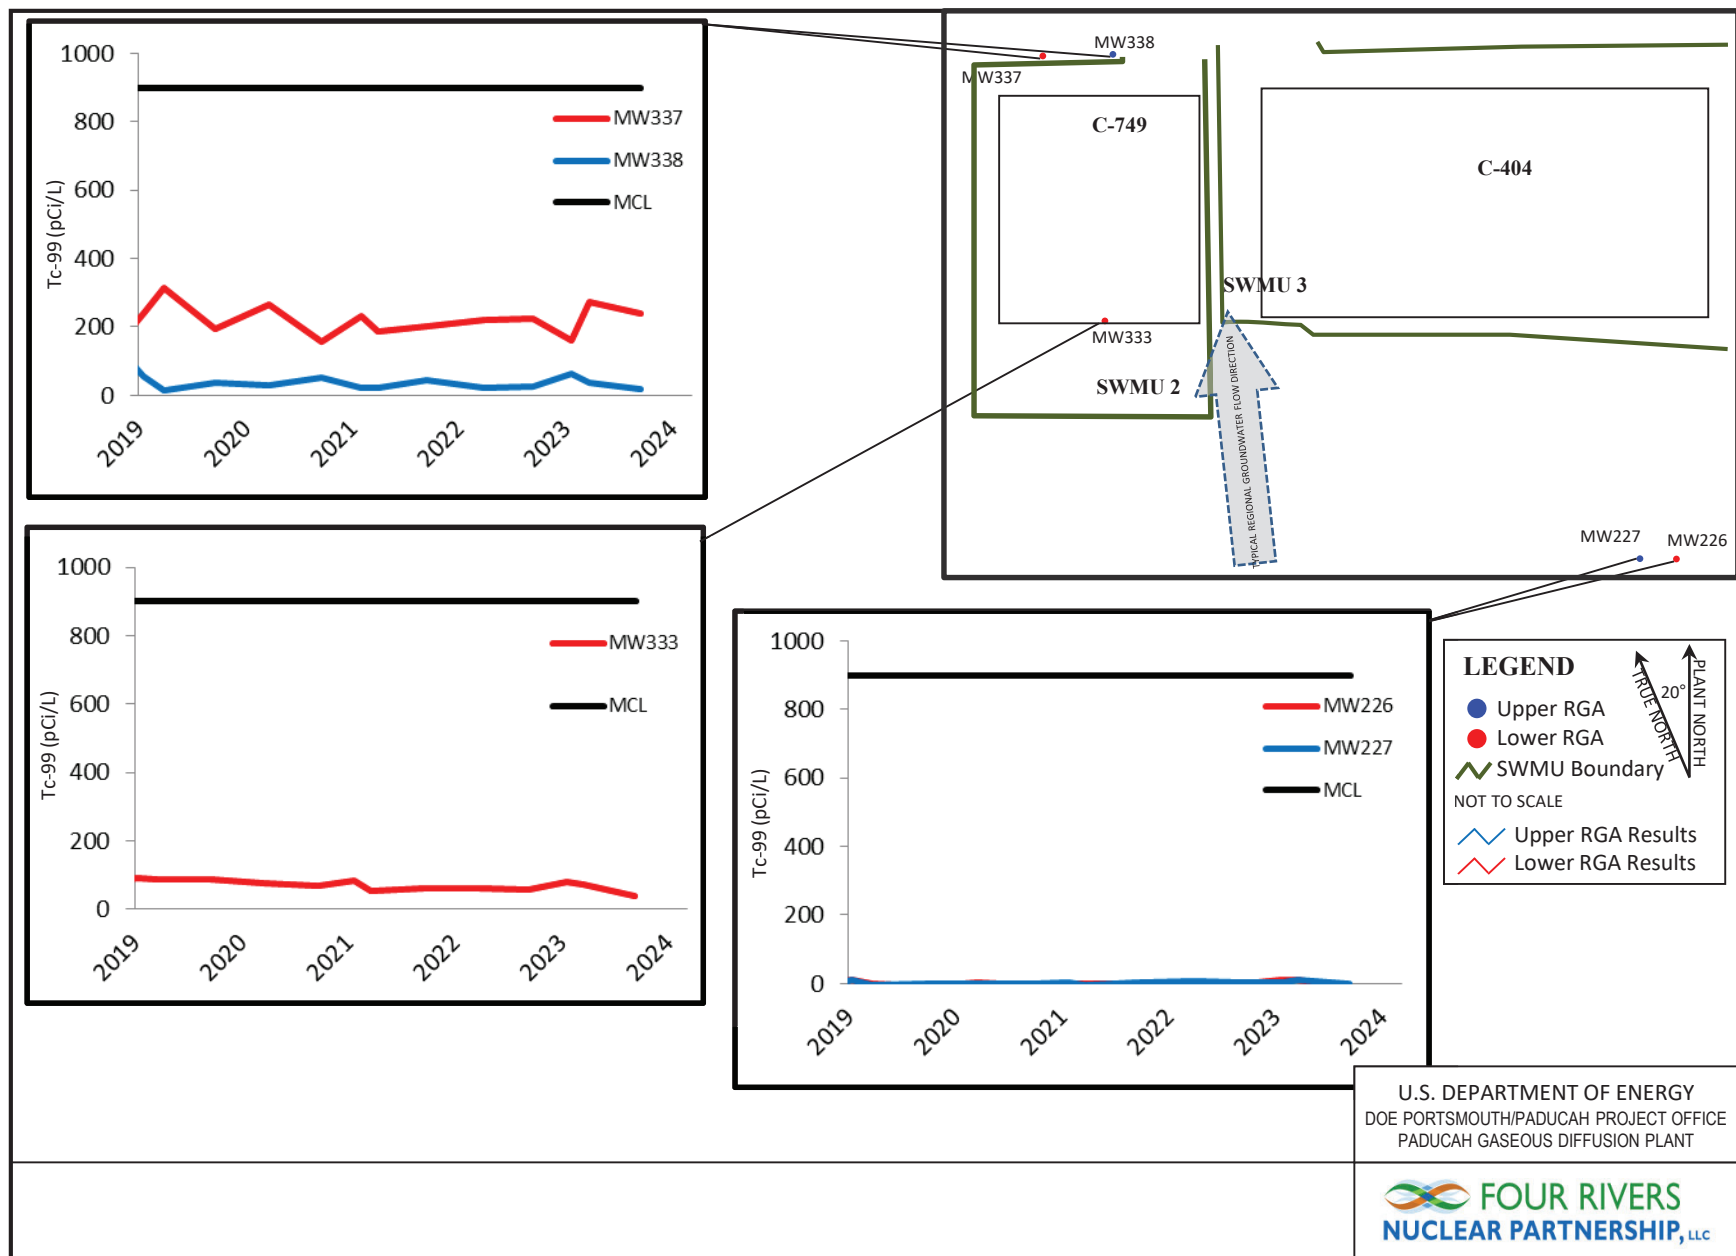 1000
800
600
400
200
0
Tc-99 (pCi/L)
MW337
MW338
MCL
2019
2020
2021
2022
2023
2024
MW338
MW337
C-749
C-404
SWMU 3
MW333
SWMU 2
TYPICAL REGIONAL GROUNDWATER FLOW DIRECTION
MW227
MW226
1000
800
600
400
200
0
Tc-99 (pCi/L)
MW333
MCL
2019
2020
2021
2022
2023
2024
1000
800
600
400
200
0
Tc-99 (pCi/L)
MW226
MW227
MCL
2019
2020
2021
2022
2023
2024
LEGEND
Upper RGA
Lower RGA
SWMU Boundary
NOT TO SCALE
Upper RGA Results
Lower RGA Results
TRUE NORTH
20°
PLANT NORTH
U.S. DEPARTMENT OF ENERGY
DOE PORTSMOUTH/PADUCAH PROJECT OFFICE
PADUCAH GASEOUS DIFFUSION PLANT
FOUR RIVERS
NUCLEAR PARTNERSHIP, LLC